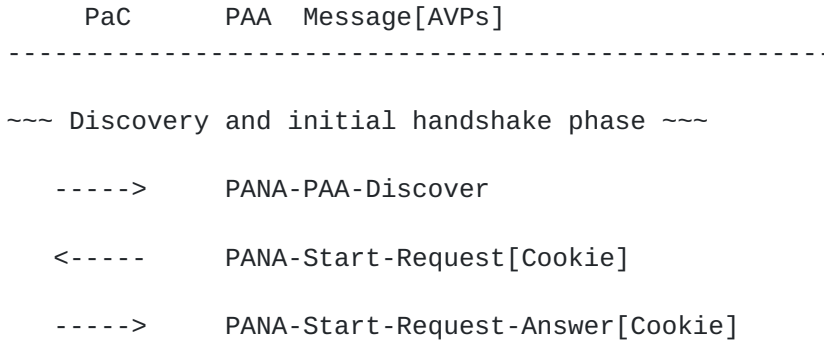 PaC      PAA  Message[AVPs]
-----------------------------------------------------
~~~ Discovery and initial handshake phase ~~~
----->     PANA-PAA-Discover
<-----     PANA-Start-Request[Cookie]
----->     PANA-Start-Request-Answer[Cookie]